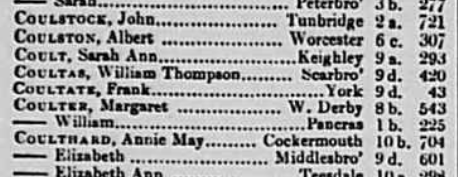 — Sarah ............ Peterbro' 3 b. 277
COULSTOCK, John ............ Tunbridge 2 a. 721
COULSTON, Albert ............ Worcester 6 c. 307
COULT, Sarah Ann ............ Keighley 9 a. 293
COULTAS, William Thompson ............ Scarbro' 9 d. 420
COULTATE, Frank ............ York 9 d. 43
COULTER, Margaret ............ W. Derby 8 b. 543
— William ............ Pancras 1 b. 225
COULTHARD, Annie May ............ Cockermouth 10 b. 704
— Elizabeth ............ Middlesbro' 9 d. 601
— Elizabeth Ann ............ Teesdale 10 a.